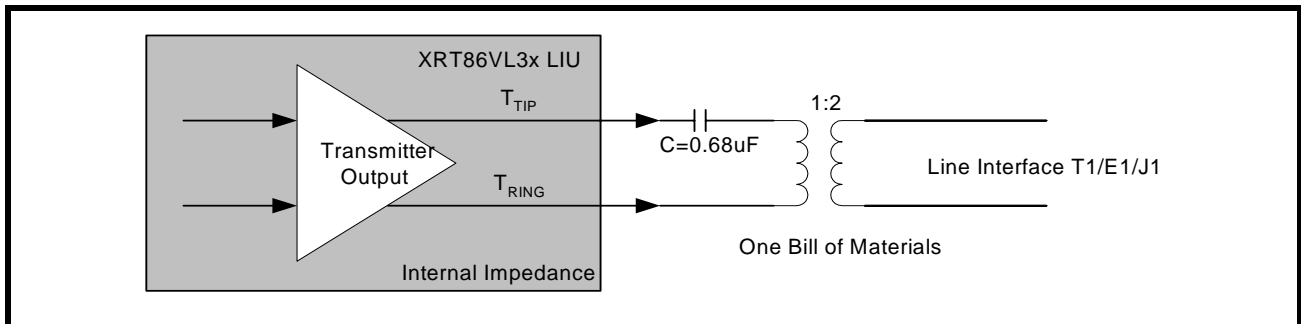 XRT86VL3x LIU
TTIP
1:2
C=0.68uF
Transmitter
Output
Line Interface T1/E1/J1
TRING
One Bill of Materials
Internal Impedance